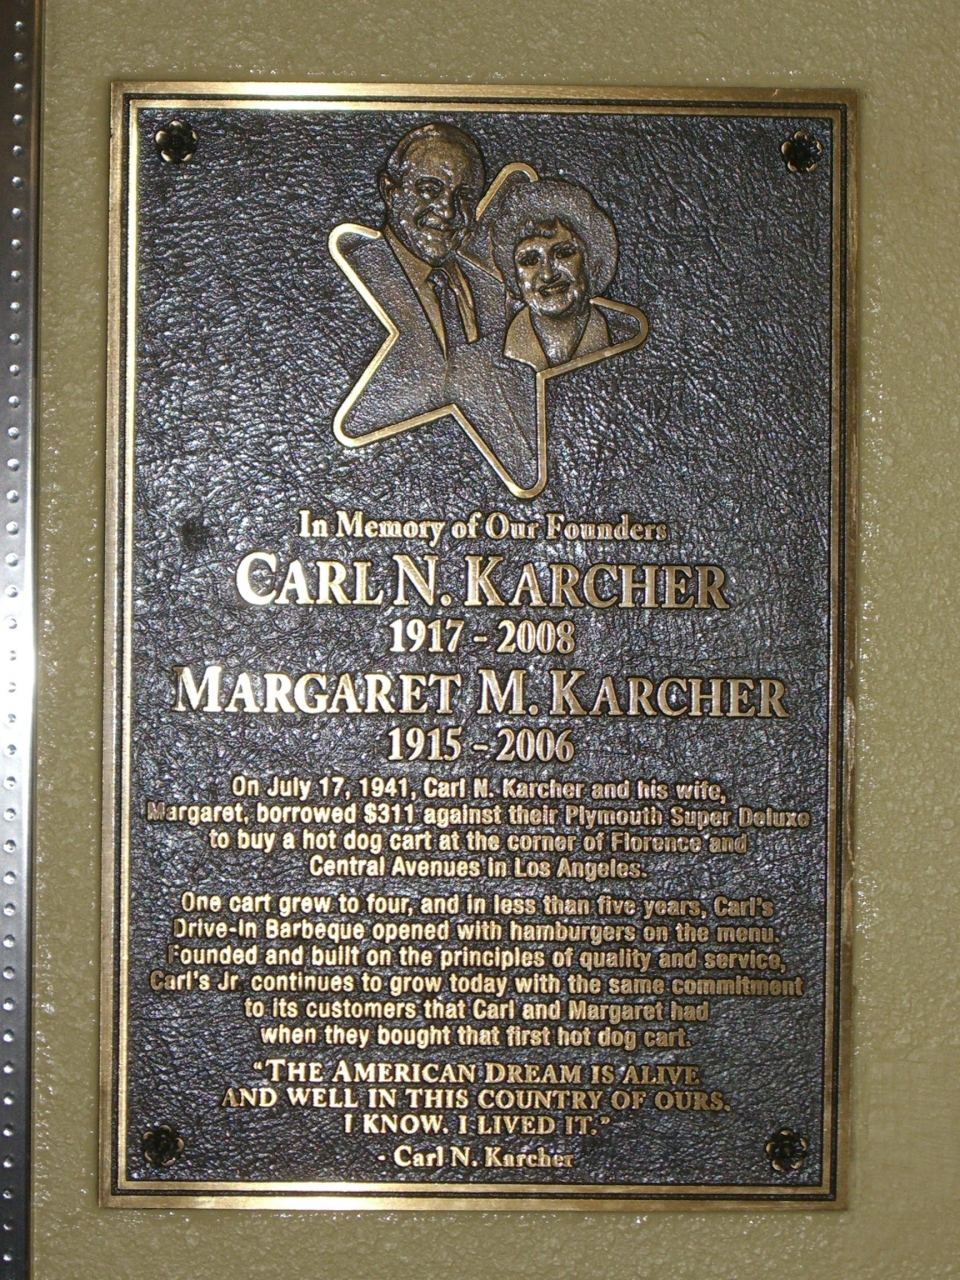 In Memory of Our Founders
CARL N. KARCHER
1917 - 2008
MARGARET M. KARCHER
1915 - 2006
On July 17, 1941, Carl N. Karcher and his wife,
Margaret, borrowed $311 against their Plymouth Super Deluxe
to buy a hot dog cart at the corner of Florence and
Central Avenues in Los Angeles.
One cart grew to four, and in less than five years, Carl's
Drive-In Barbeque opened with hamburgers on the menu.
Founded and built on the principles of quality and service,
Carl's Jr. continues to grow today with the same commitment
to its customers that Carl and Margaret had
when they bought that first hot dog cart.
"THE AMERICAN DREAM IS ALIVE
AND WELL IN THIS COUNTRY OF OURS.
I KNOW. I LIVED IT."
- Carl N. Karcher